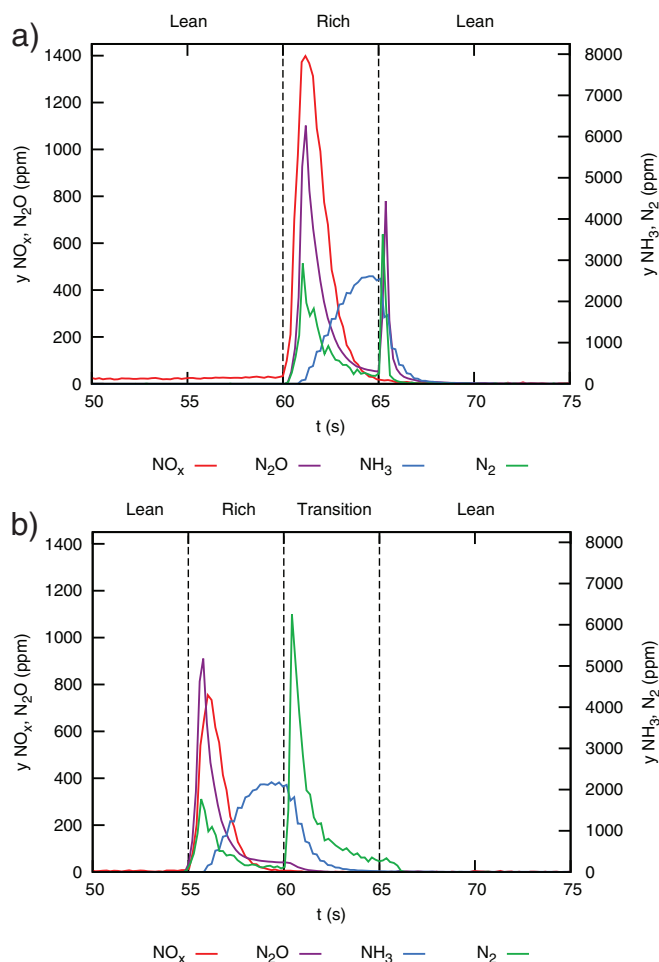 Lean Rich Lean
a)
1400 8000
1200 7000
1000 6000
800 5000
600 4000
400 3000
200 2000
0 1000
0
y NOx, N2O (ppm)
y NH3, N2 (ppm)
50 55 60 65 70 75
t (s)
NOx N2O NH3 N2
Lean Rich Transition Lean
b)
1400 8000
1200 7000
1000 6000
800 5000
600 4000
400 3000
200 2000
0 1000
0
y NOx, N2O (ppm)
y NH3, N2 (ppm)
50 55 60 65 70 75
t (s)
NOx N2O NH3 N2